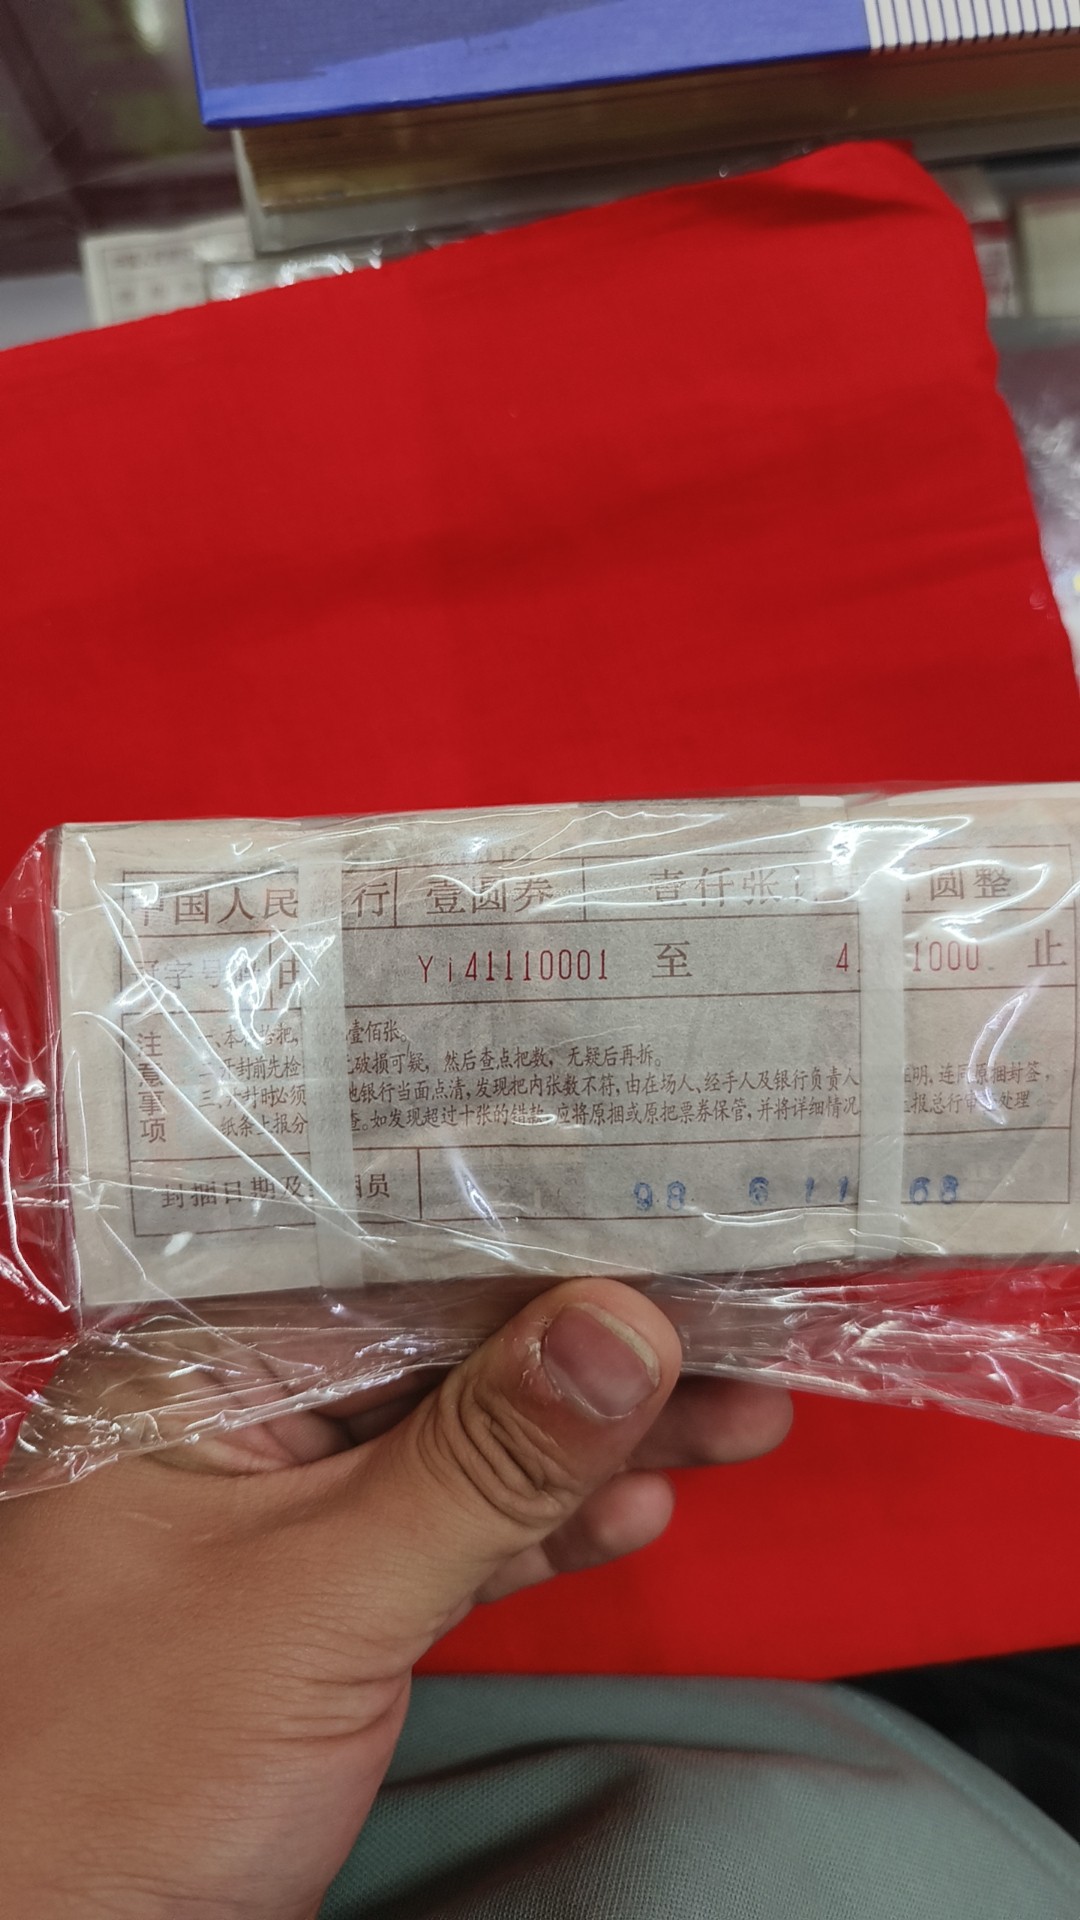 中国人民 行 壹圆券 壹仟张 圆整
Yi41110001 至 4 1000 止
注意事项
一、本 拾把, 壹佰张。
二、开封前先检 破损可疑, 然后查点把数, 无疑后再拆。
三、开封时必须 地银行当面点清, 发现把内张数不符, 由在场人、经手人及银行负责人 证明, 连同原捆封签,
纸条上报分 查。如发现超过十张的错款, 应将原捆或原把票券保管, 并将详细情况 报总行审 处理
封捆日期及 员 98 6 11 68